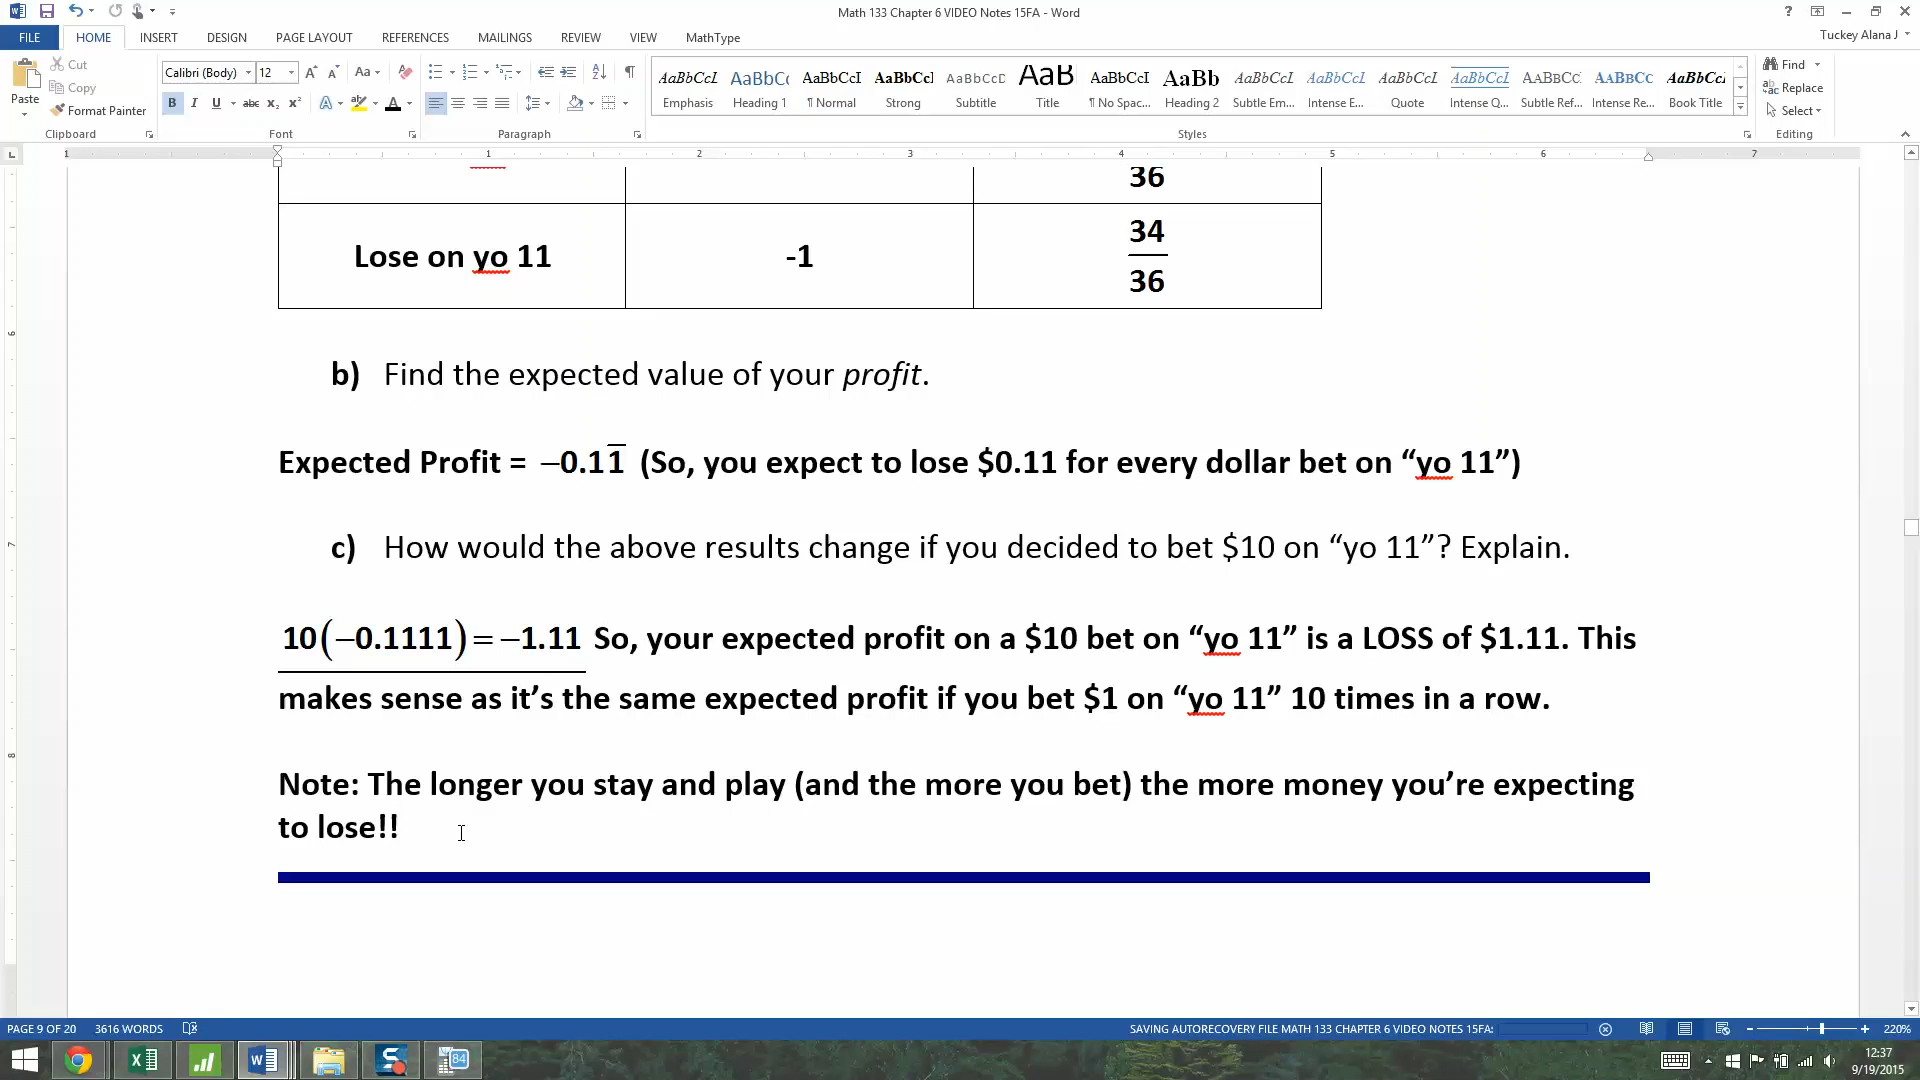 Math 133 Chapter 6 VIDEO Notes 15FA - Word
FILE HOME INSERT DESIGN PAGE LAYOUT REFERENCES MAILINGS REVIEW VIEW MathType
Tuckey Alana J
Cut
Copy
Format Painter
Paste
Clipboard
Calibri (Body) 12
Font
Paragraph
AaBbCcI AaBbC AaBbCcI AaBbCcI AaBbCcD AaB AaBbCcI AaBb AaBbCcI AaBbCcI AaBbCcI AaBbCcI AABBCC AABBCC AaBbCcI
Emphasis Heading 1 ¶ Normal Strong Subtitle Title ¶ No Spac... Heading 2 Subtle Em... Intense E... Quote Intense Q... Subtle Ref... Intense Re... Book Title
Styles
Find
Replace
Select
Editing
1 1 2 3 4 5 6 7
36
Lose on yo 11 -1 34/36
b) Find the expected value of your profit.
Expected Profit = −0.11̅ (So, you expect to lose $0.11 for every dollar bet on “yo 11”)
c) How would the above results change if you decided to bet $10 on “yo 11”? Explain.
10(−0.1111)=−1.11 So, your expected profit on a $10 bet on “yo 11” is a LOSS of $1.11. This
makes sense as it’s the same expected profit if you bet $1 on “yo 11” 10 times in a row.
Note: The longer you stay and play (and the more you bet) the more money you’re expecting
to lose!!
PAGE 9 OF 20 3616 WORDS SAVING AUTORECOVERY FILE MATH 133 CHAPTER 6 VIDEO NOTES 15FA: 220%
12:37
9/19/2015